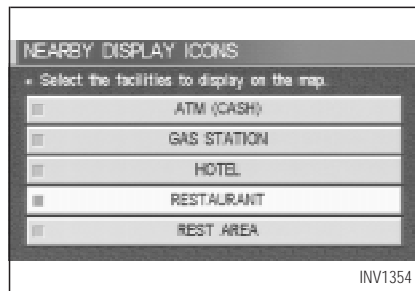 NEARBY DISPLAY ICONS
• Select the facilities to display on the map.
ATM (CASH)
GAS STATION
HOTEL
RESTAURANT
REST AREA
INV1354